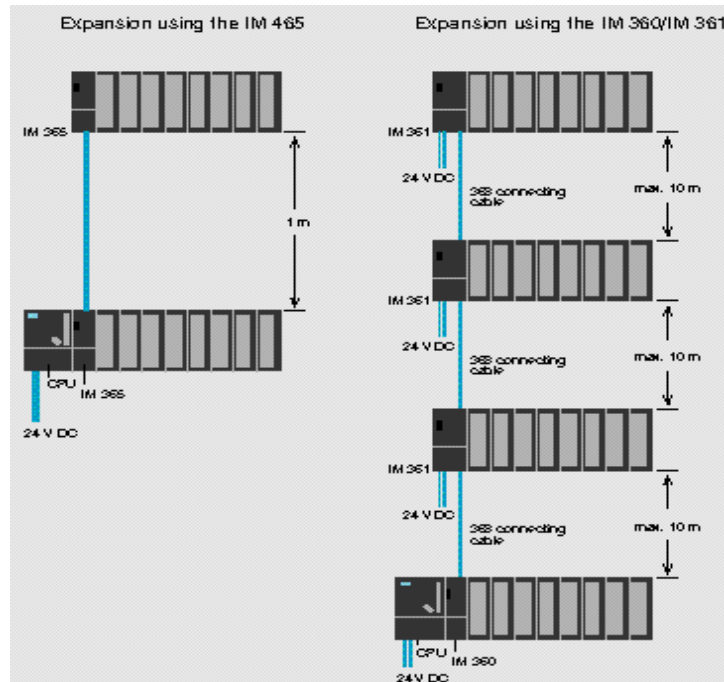 Expansion using the IM 465
IM 365
1 m
CPU
IM 365
24 V DC
Expansion using the IM 360/IM 361
IM 361
24 V DC
368 connecting
cable
max. 10 m
IM 361
24 V DC
368 connecting
cable
max. 10 m
IM 361
24 V DC
368 connecting
cable
max. 10 m
CPU
IM 360
24V DC